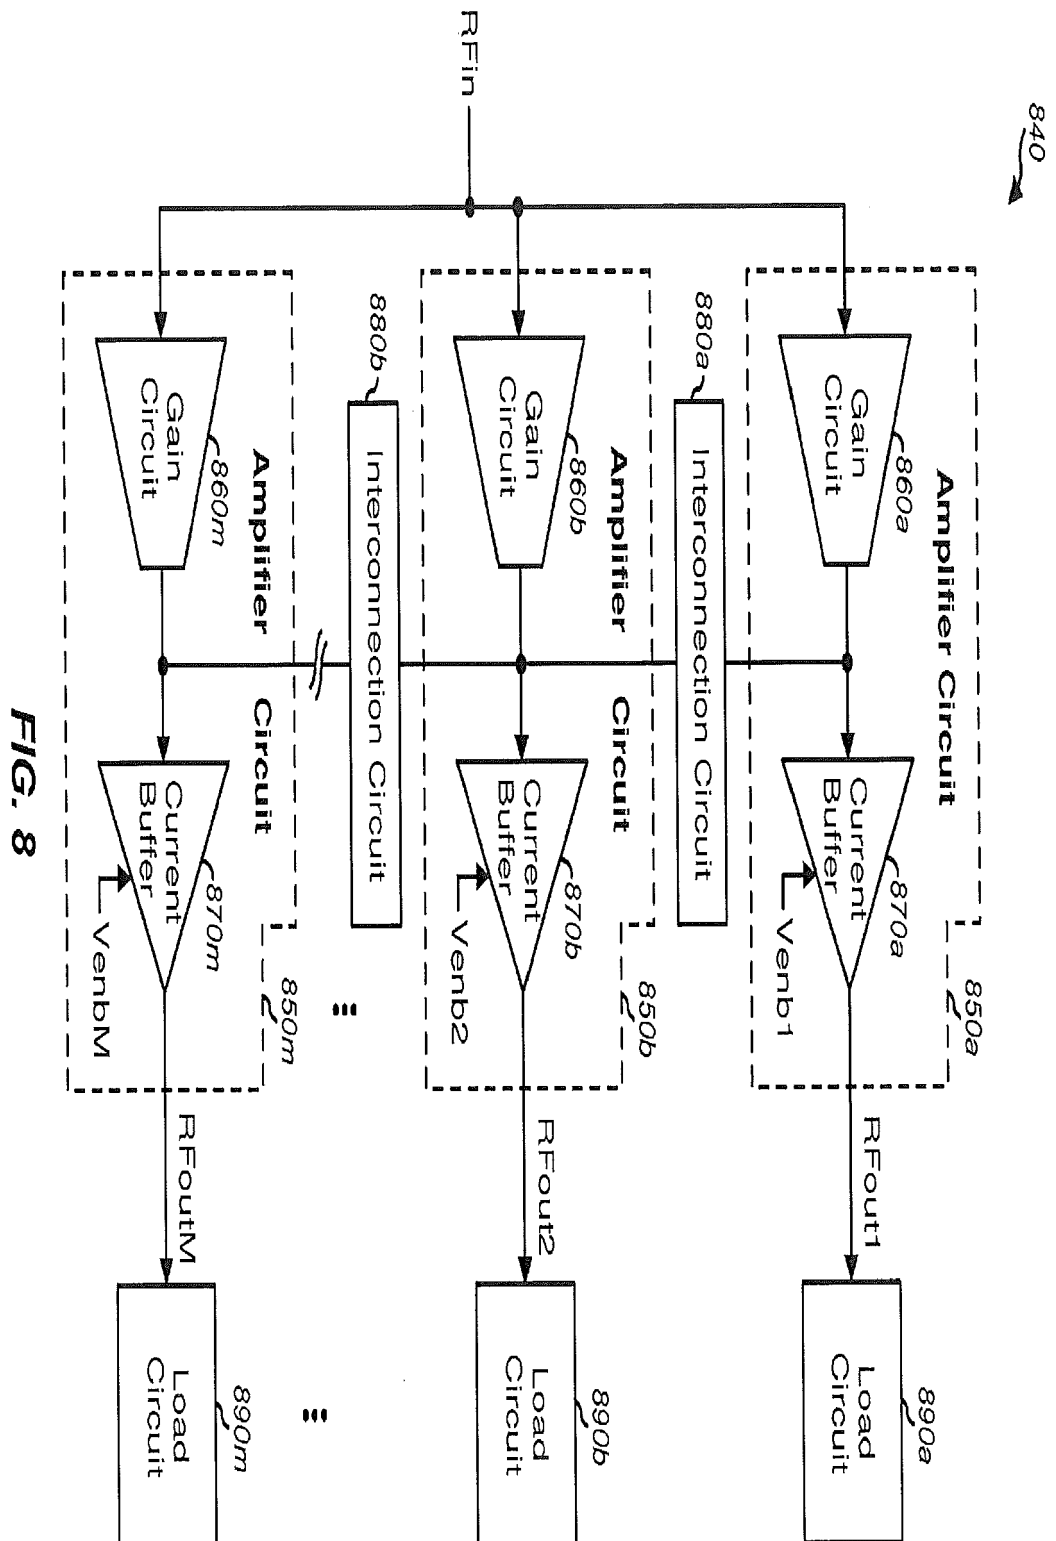 840
RFin
Amplifier Circuit
850a
Gain
Circuit
860a
Current
Buffer
870a
Venb1
RFout1
Load
Circuit
890a
880a
Interconnection Circuit
Amplifier Circuit
850b
Gain
Circuit
860b
Current
Buffer
870b
Venb2
RFout2
Load
Circuit
890b
880b
Interconnection Circuit
...
...
Amplifier Circuit
850m
Gain
Circuit
860m
Current
Buffer
870m
VenbM
RFoutM
Load
Circuit
890m
FIG. 8